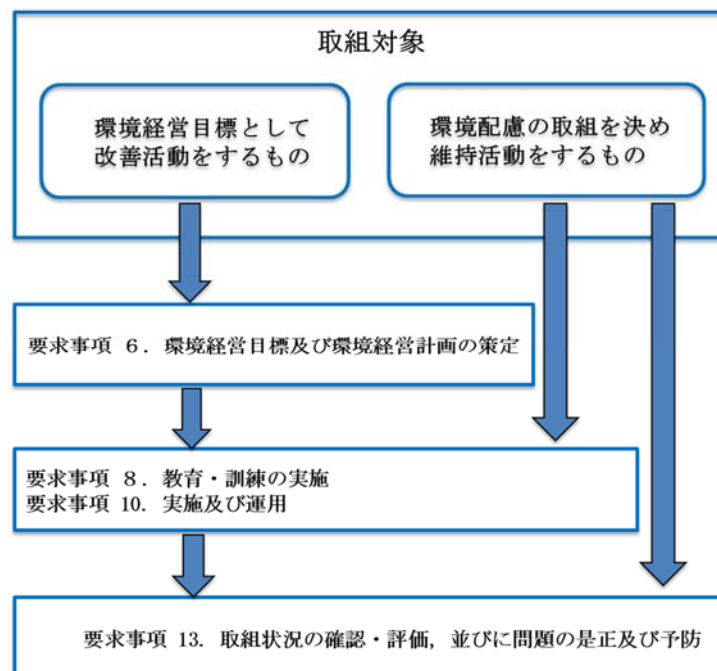 取組対象
環境経営目標として
改善活動をするもの
環境配慮の取組を決め
維持活動をするもの
要求事項 6．環境経営目標及び環境経営計画の策定
要求事項 8．教育・訓練の実施
要求事項 10．実施及び運用
要求事項 13．取組状況の確認・評価，並びに問題の是正及び予防